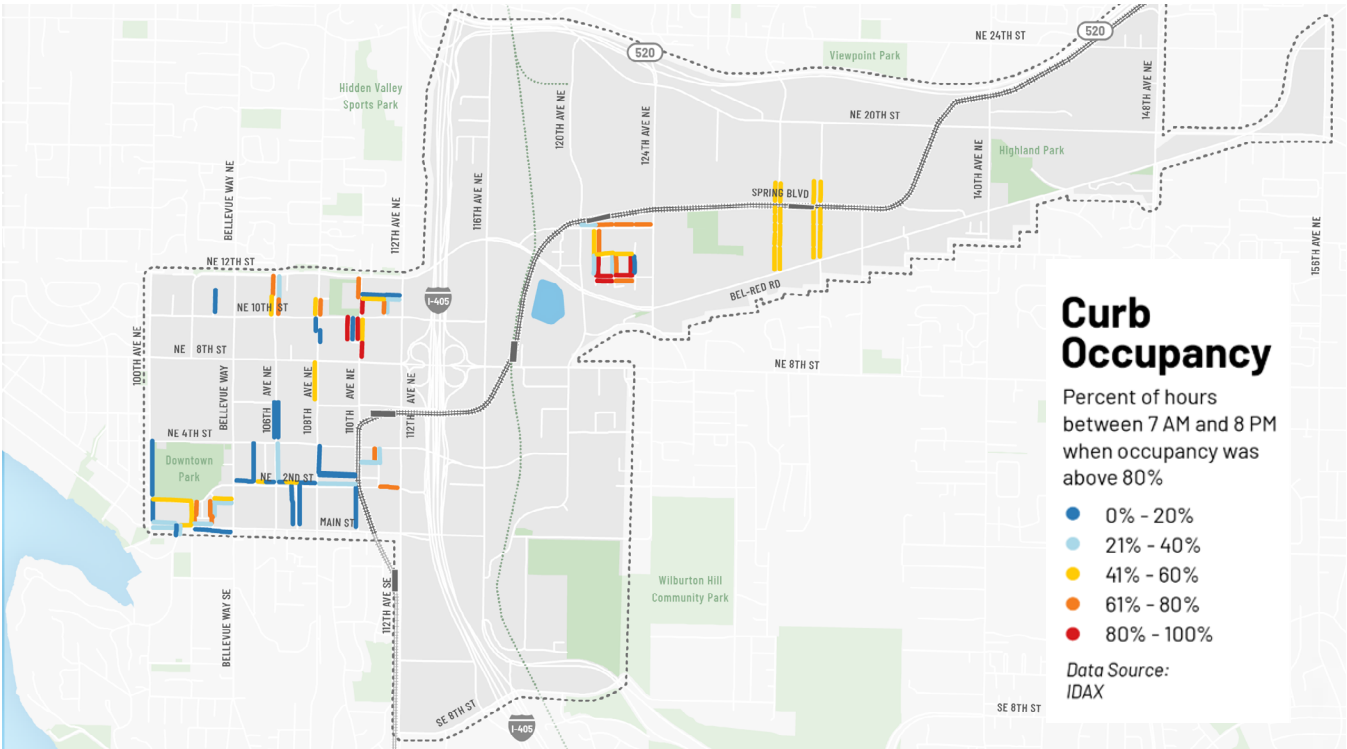 NE 24TH ST
520
520
Viewpoint Park
Hidden Valley
Sports Park
120TH AVE NE
124TH AVE NE
148TH AVE NE
NE 20TH ST
Highland Park
140TH AVE NE
BELLEVUE WAY NE
112TH AVE NE
116TH AVE NE
SPRING BLVD
156TH AVE NE
NE 12TH ST
BEL-RED RD
NE 10TH ST
I-405
100TH AVE NE
NE 8TH ST
NE 8TH ST
BELLEVUE WAY
106TH AVE NE
108TH AVE NE
110TH AVE NE
112TH AVE NE
NE 4TH ST
Downtown
Park
NE 2ND ST
MAIN ST
Wilburton Hill
Community Park
112TH AVE SE
BELLEVUE WAY SE
SE 8TH ST
I-405
SE 8TH ST
Curb
Occupancy
Percent of hours
between 7 AM and 8 PM
when occupancy was
above 80%
0% - 20%
21% - 40%
41% - 60%
61% - 80%
80% - 100%
Data Source:
IDAX